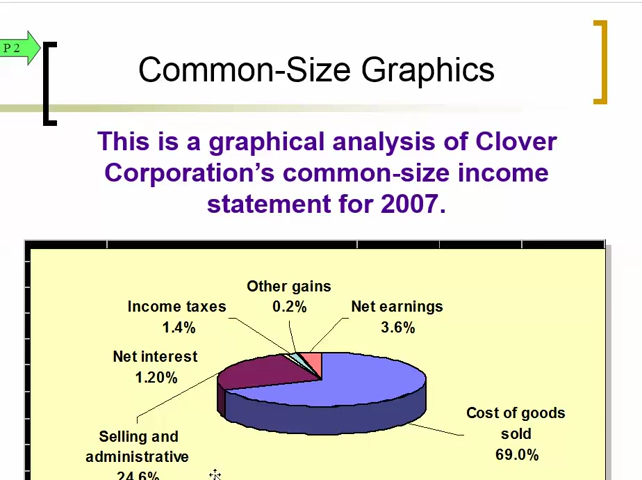 P 2
Common-Size Graphics
This is a graphical analysis of Clover
Corporation’s common-size income
statement for 2007.
Other gains
0.2%
Income taxes
1.4%
Net earnings
3.6%
Net interest
1.20%
Cost of goods
sold
69.0%
Selling and
administrative
24.6%